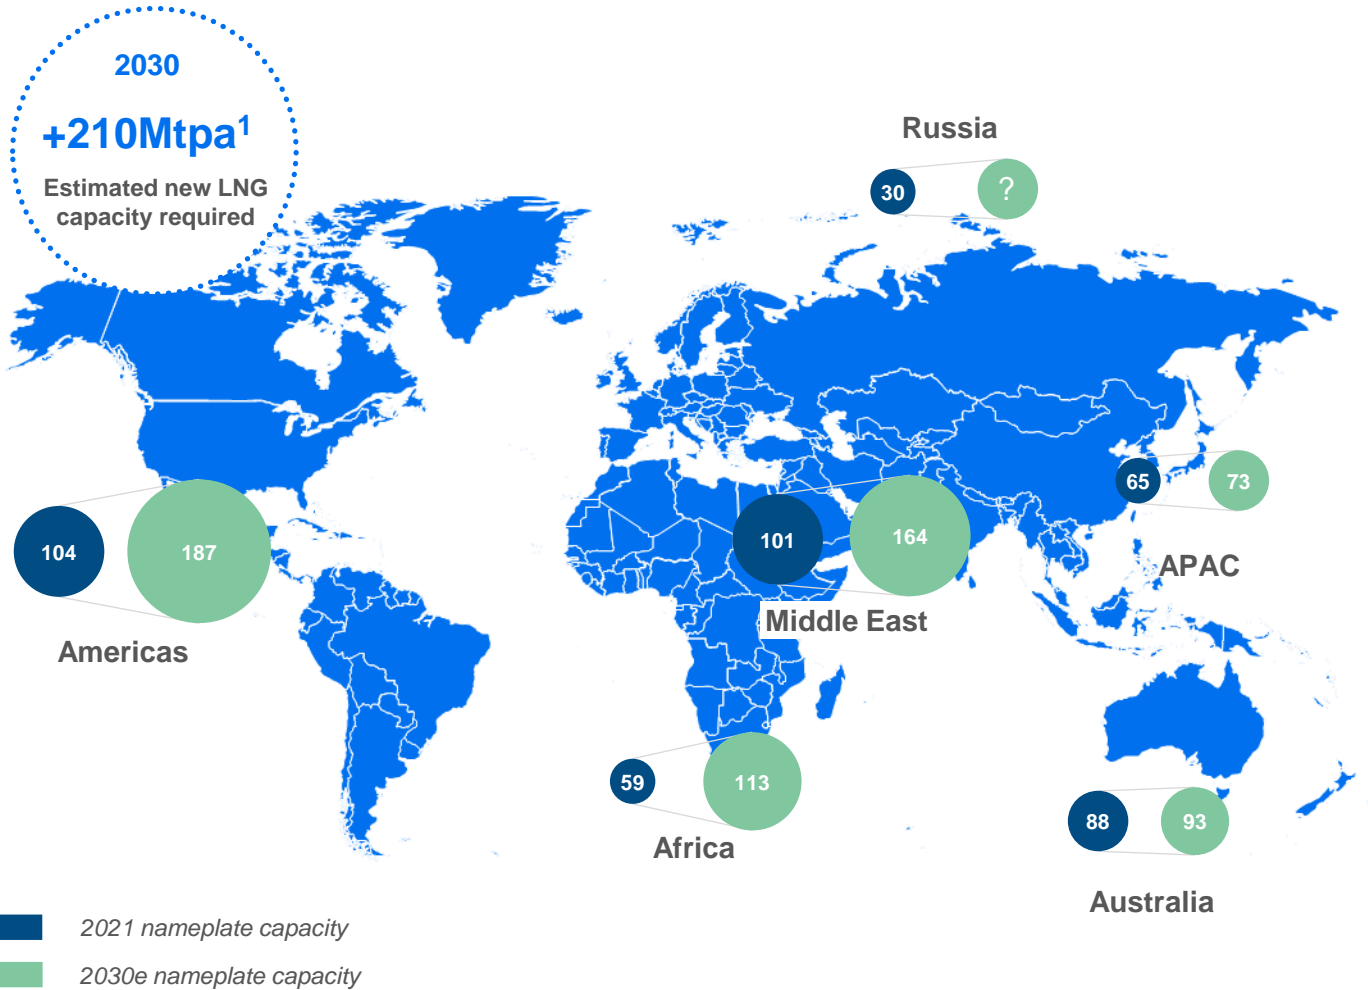 2030
+210Mtpa¹
Estimated new LNG
capacity required
Russia
30
?
65
73
APAC
104
187
Americas
101
164
Middle East
59
113
Africa
88
93
Australia
2021 nameplate capacity
2030e nameplate capacity